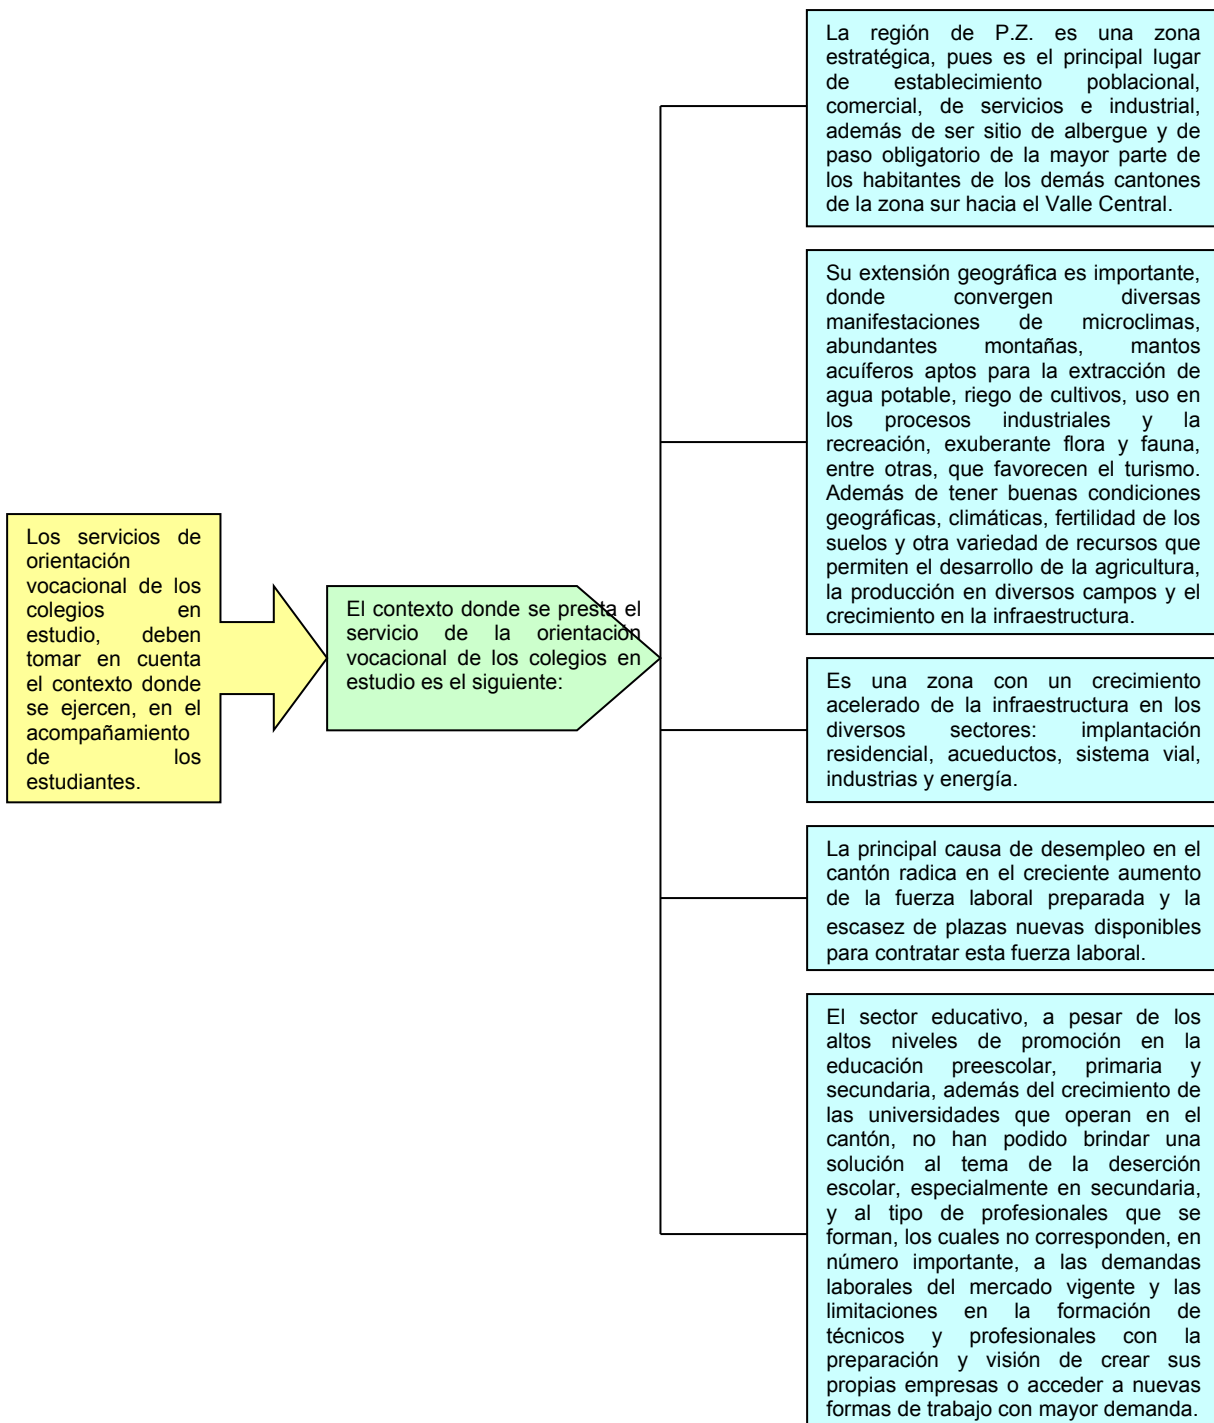 Los servicios de
orientación
vocacional de los
colegios en
estudio, deben
tomar en cuenta
el contexto donde
se ejercen, en el
acompañamiento
de los
estudiantes.
El contexto donde se presta el
servicio de la orientación
vocacional de los colegios en
estudio es el siguiente:
La región de P.Z. es una zona
estratégica, pues es el principal lugar
de establecimiento poblacional,
comercial, de servicios e industrial,
además de ser sitio de albergue y de
paso obligatorio de la mayor parte de
los habitantes de los demás cantones
de la zona sur hacia el Valle Central.
Su extensión geográfica es importante,
donde convergen diversas
manifestaciones de microclimas,
abundantes montañas, mantos
acuíferos aptos para la extracción de
agua potable, riego de cultivos, uso en
los procesos industriales y la
recreación, exuberante flora y fauna,
entre otras, que favorecen el turismo.
Además de tener buenas condiciones
geográficas, climáticas, fertilidad de los
suelos y otra variedad de recursos que
permiten el desarrollo de la agricultura,
la producción en diversos campos y el
crecimiento en la infraestructura.
Es una zona con un crecimiento
acelerado de la infraestructura en los
diversos sectores: implantación
residencial, acueductos, sistema vial,
industrias y energía.
La principal causa de desempleo en el
cantón radica en el creciente aumento
de la fuerza laboral preparada y la
escasez de plazas nuevas disponibles
para contratar esta fuerza laboral.
El sector educativo, a pesar de los
altos niveles de promoción en la
educación preescolar, primaria y
secundaria, además del crecimiento de
las universidades que operan en el
cantón, no han podido brindar una
solución al tema de la deserción
escolar, especialmente en secundaria,
y al tipo de profesionales que se
forman, los cuales no corresponden, en
número importante, a las demandas
laborales del mercado vigente y las
limitaciones en la formación de
técnicos y profesionales con la
preparación y visión de crear sus
propias empresas o acceder a nuevas
formas de trabajo con mayor demanda.